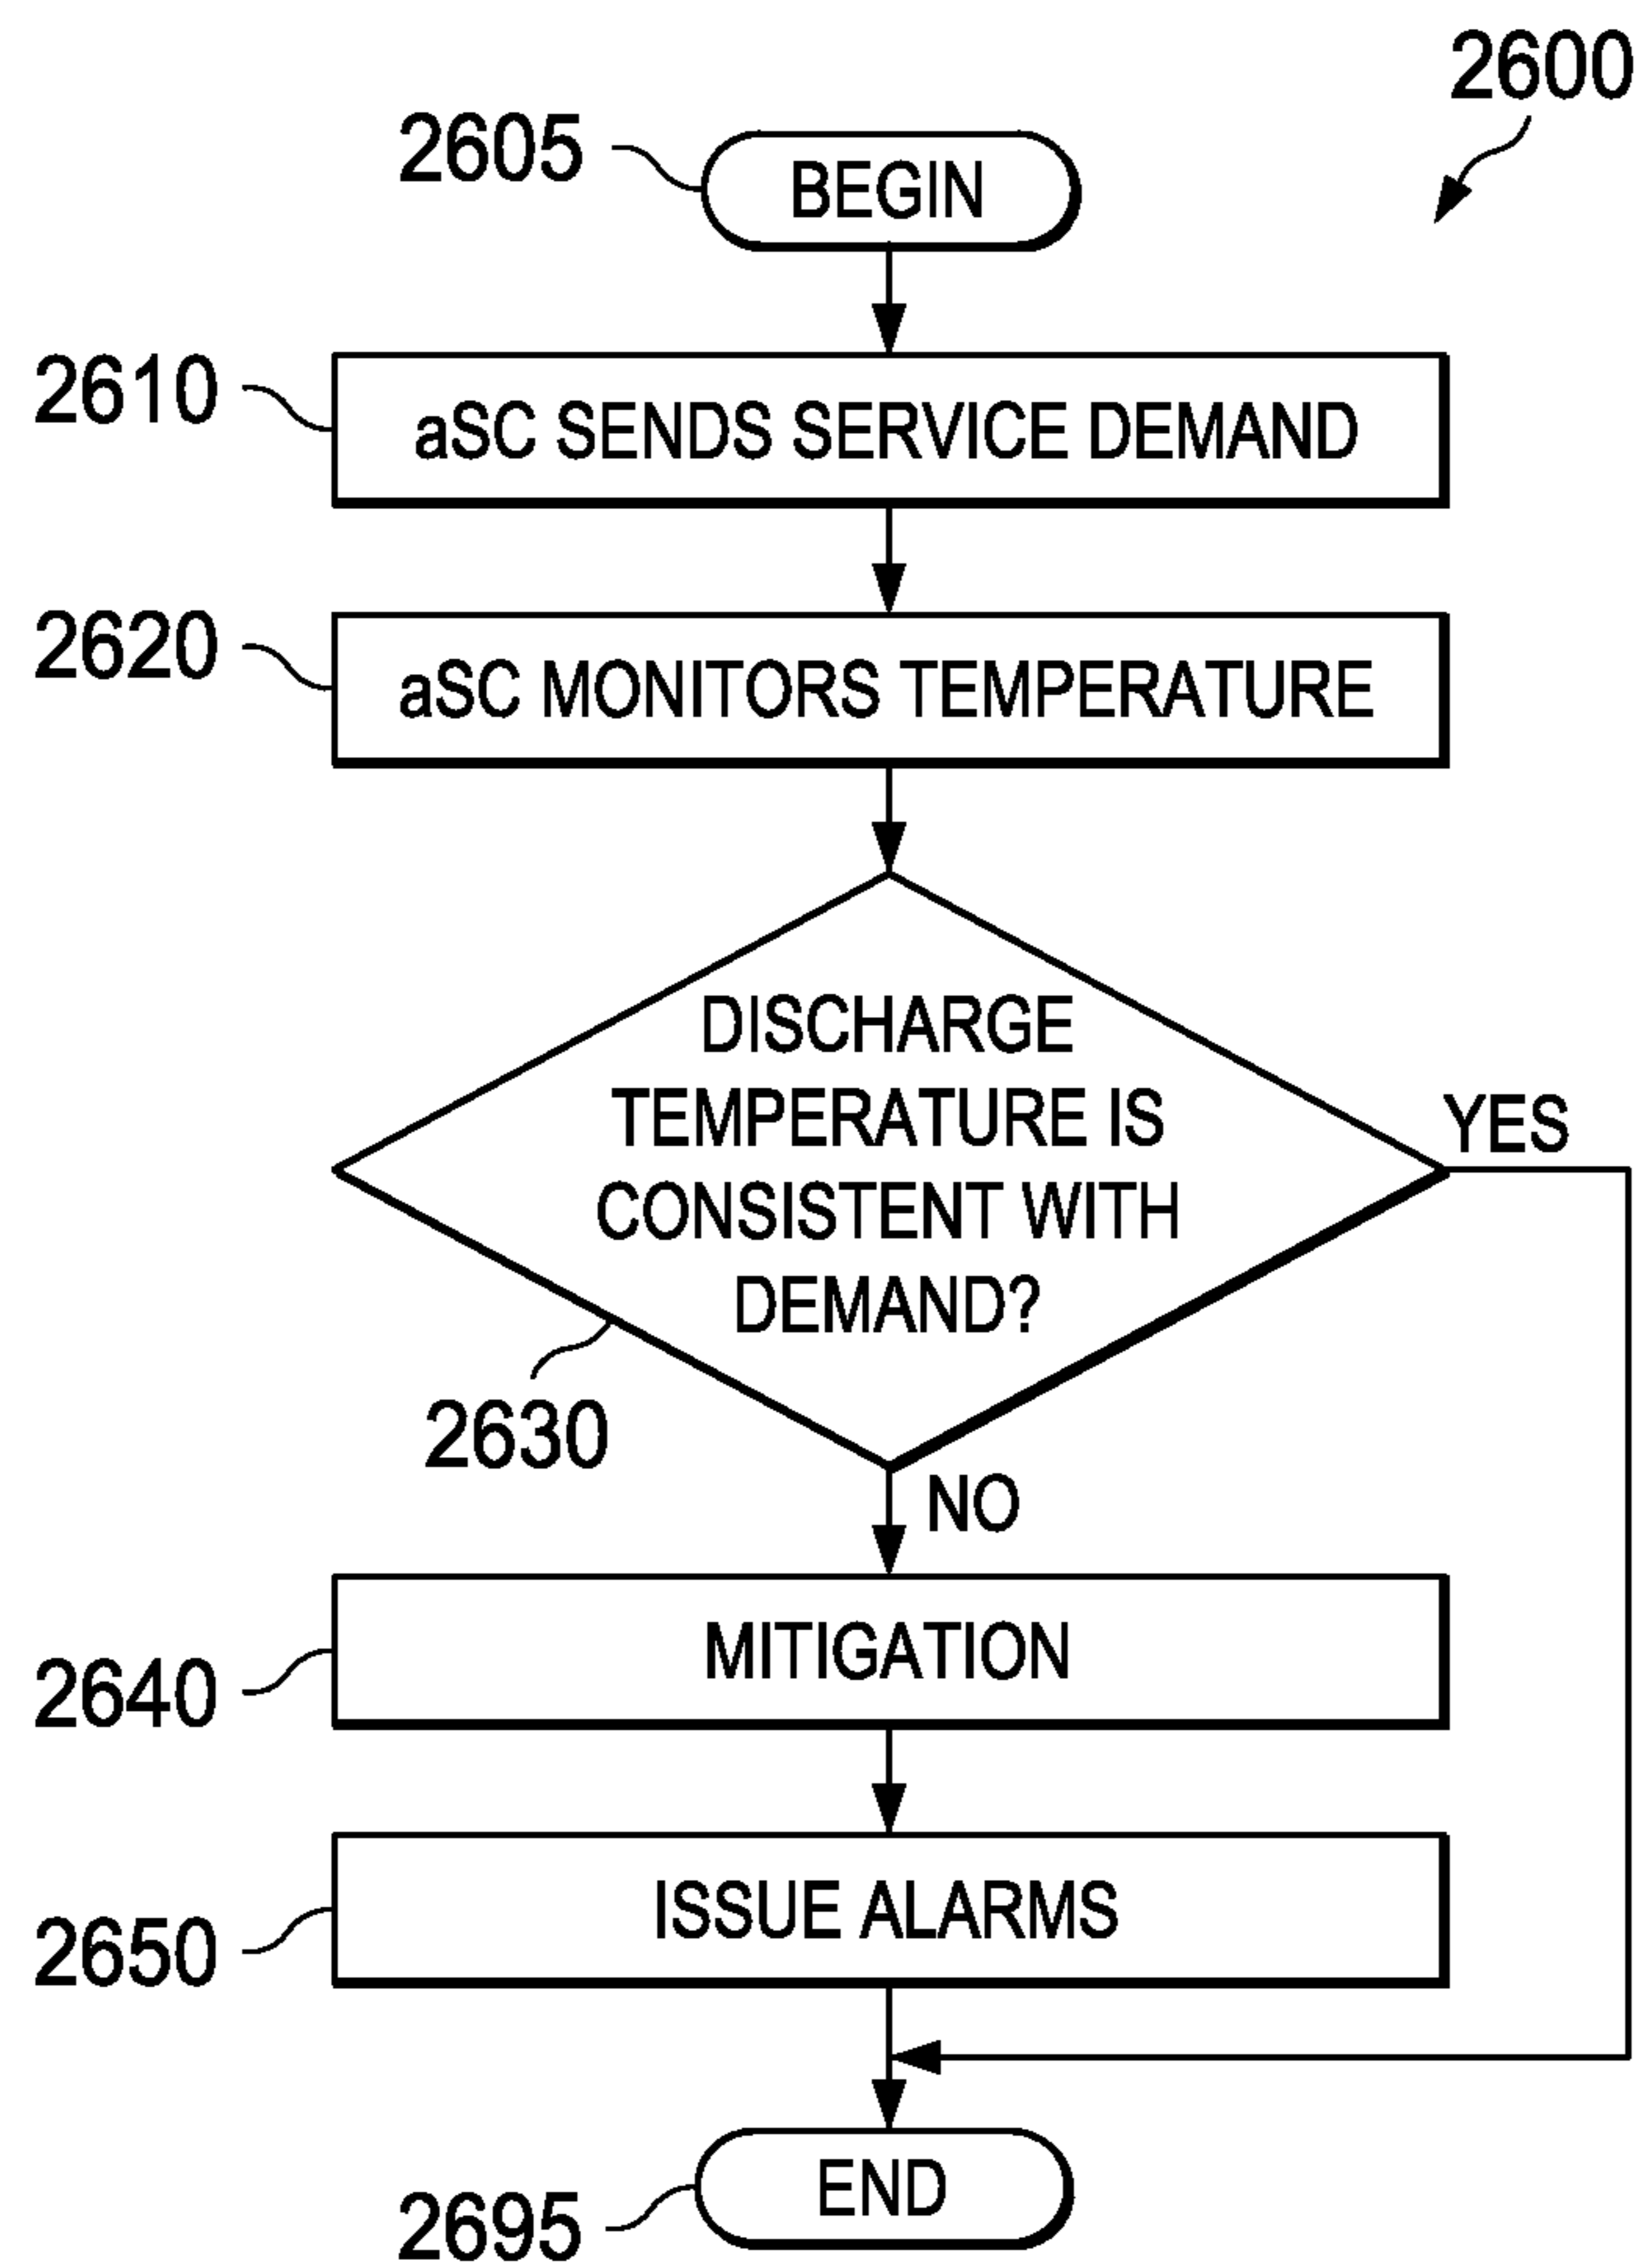 2600
2605
BEGIN
2610
aSC SENDS SERVICE DEMAND
2620
aSC MONITORS TEMPERATURE
DISCHARGE
TEMPERATURE IS
CONSISTENT WITH
DEMAND?
YES
2630
NO
2640
MITIGATION
2650
ISSUE ALARMS
2695
END